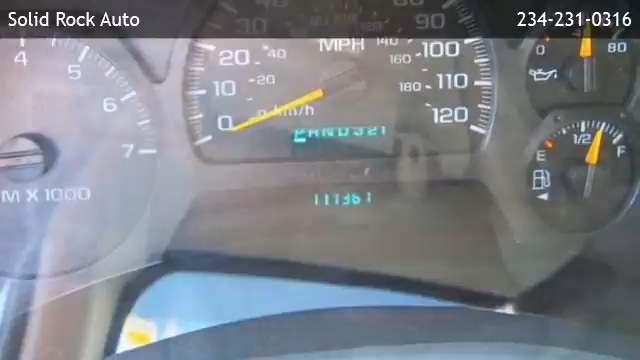 Solid Rock Auto 234-231-0316
4 5 6 7
M X 1000
0 10 20 90 100 110 120
MPH
20 40 140 160 180
km/h
PRND321
111361
0 80
E 1/2 F